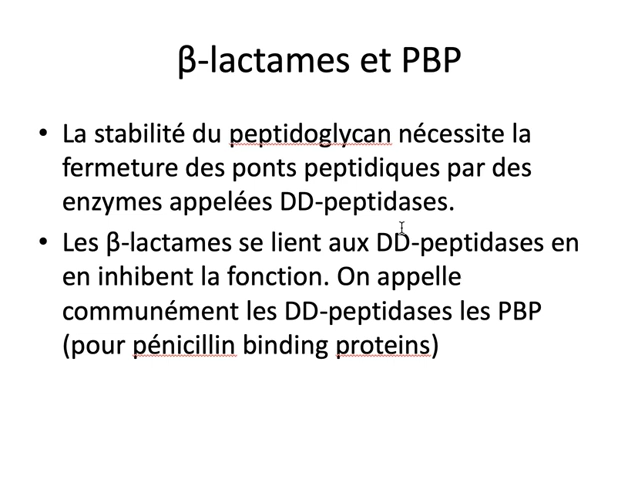 β-lactames et PBP
• La stabilité du peptidoglycan nécessite la
fermeture des ponts peptidiques par des
enzymes appelées DD-peptidases.
• Les β-lactames se lient aux DD-peptidases en
en inhibent la fonction. On appelle
communément les DD-peptidases les PBP
(pour pénicillin binding proteins)